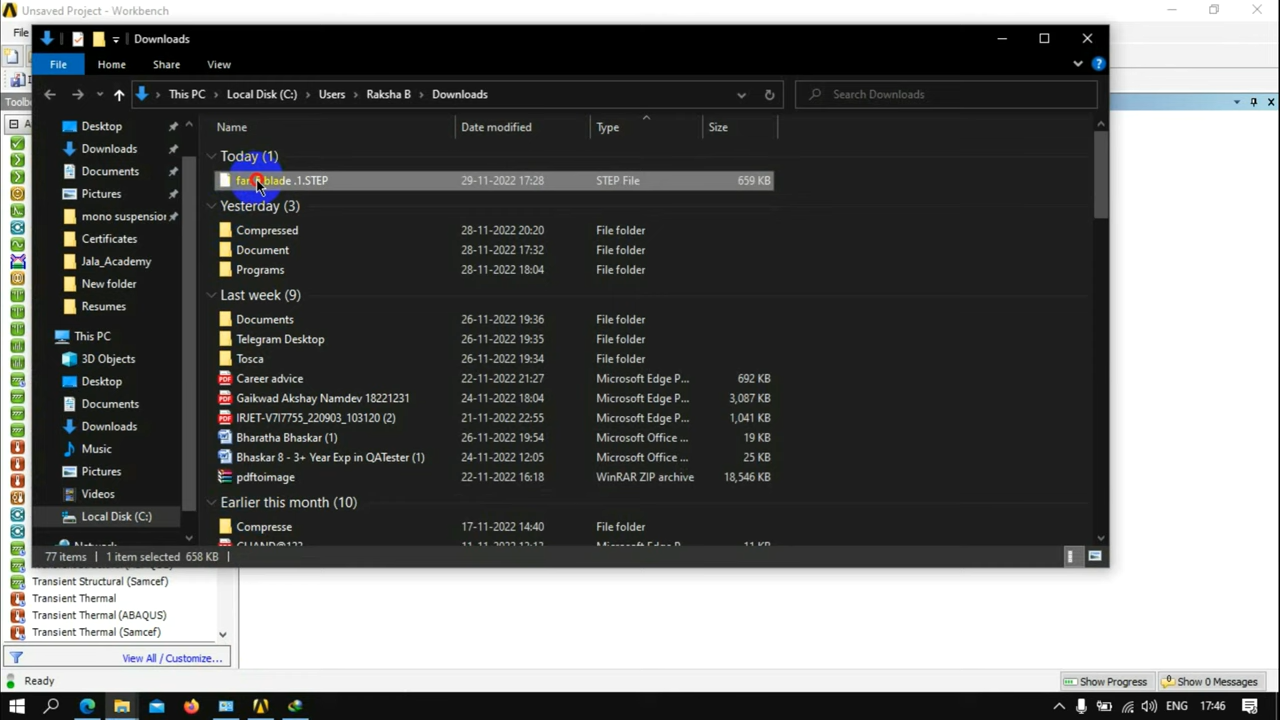 Unsaved Project - Workbench
File
Downloads
File Home Share View
This PC Local Disk (C:) Users Raksha B Downloads
Search Downloads
Toolbo
Desktop
Downloads
Documents
Pictures
mono suspension
Certificates
Jala_Academy
New folder
Resumes
This PC
3D Objects
Desktop
Documents
Downloads
Music
Pictures
Videos
Local Disk (C:)
Name Date modified Type Size
Today (1)
blade .1.STEP 29-11-2022 17:28 STEP File 659 KB
Yesterday (3)
Compressed 28-11-2022 20:20 File folder
Document 28-11-2022 17:32 File folder
Programs 28-11-2022 18:04 File folder
Last week (9)
Documents 26-11-2022 19:36 File folder
Telegram Desktop 26-11-2022 19:35 File folder
Tosca 26-11-2022 19:34 File folder
Career advice 22-11-2022 21:27 Microsoft Edge P... 692 KB
Gaikwad Akshay Namdev 18221231 24-11-2022 18:04 Microsoft Edge P... 3,087 KB
IRJET-V7I7755_220903_103120 (2) 21-11-2022 22:55 Microsoft Edge P... 1,041 KB
Bharatha Bhaskar (1) 26-11-2022 19:54 Microsoft Office ... 19 KB
Bhaskar 8 - 3+ Year Exp in QATester (1) 24-11-2022 12:05 Microsoft Office ... 25 KB
pdftoimage 22-11-2022 16:18 WinRAR ZIP archive 18,546 KB
Earlier this month (10)
Compresse 17-11-2022 14:40 File folder
77 items 1 item selected 658 KB
Transient Structural (Samcef)
Transient Thermal
Transient Thermal (ABAQUS)
Transient Thermal (Samcef)
View All / Customize...
Ready
Show Progress Show 0 Messages
ENG 17:46